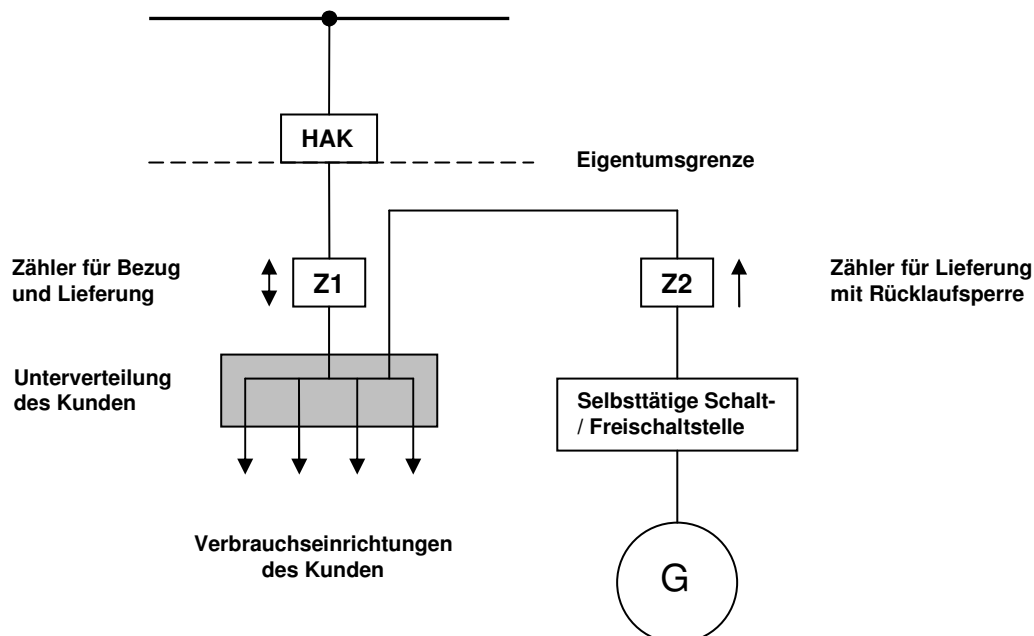 HAK
Eigentumsgrenze
Zähler für Bezug
und Lieferung
Z1
Z2
Zähler für Lieferung
mit Rücklaufsperre
Unterverteilung
des Kunden
Selbsttätige Schalt-
/ Freischaltstelle
Verbrauchseinrichtungen
des Kunden
G